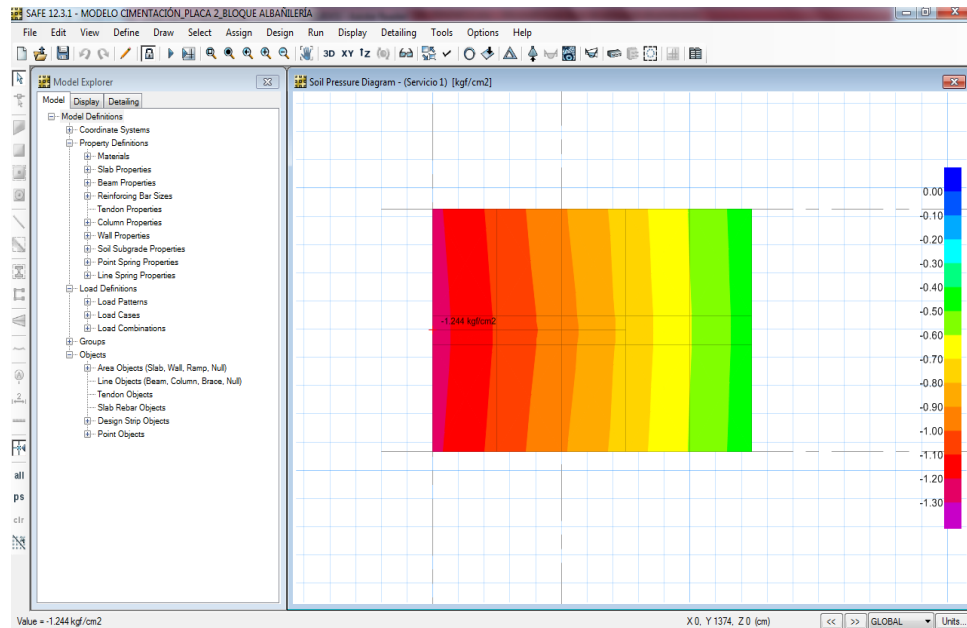 SAFE 12.3.1 - MODELO CIMENTACIÓN_PLACA 2_BLOQUE ALBAÑILERÍA
File Edit View Define Draw Select Assign Design Run Display Detailing Tools Options Help
3D XY
Model Explorer
Model Display Detailing
Model Definitions
Coordinate Systems
Property Definitions
Materials
Slab Properties
Beam Properties
Reinforcing Bar Sizes
Tendon Properties
Column Properties
Wall Properties
Soil Subgrade Properties
Point Spring Properties
Line Spring Properties
Load Definitions
Load Patterns
Load Cases
Load Combinations
Groups
Objects
Area Objects (Slab, Wall, Ramp, Null)
Line Objects (Beam, Column, Brace, Null)
Tendon Objects
Slab Rebar Objects
Design Strip Objects
Point Objects
all
ps
clr
Soil Pressure Diagram - (Servicio 1) [kgf/cm2]
-1.244 kgf/cm2
0.00
-0.10
-0.20
-0.30
-0.40
-0.50
-0.60
-0.70
-0.80
-0.90
-1.00
-1.10
-1.20
-1.30
Value = -1.244 kgf/cm2
X 0, Y 1374, Z 0 (cm)
<< >> GLOBAL Units...